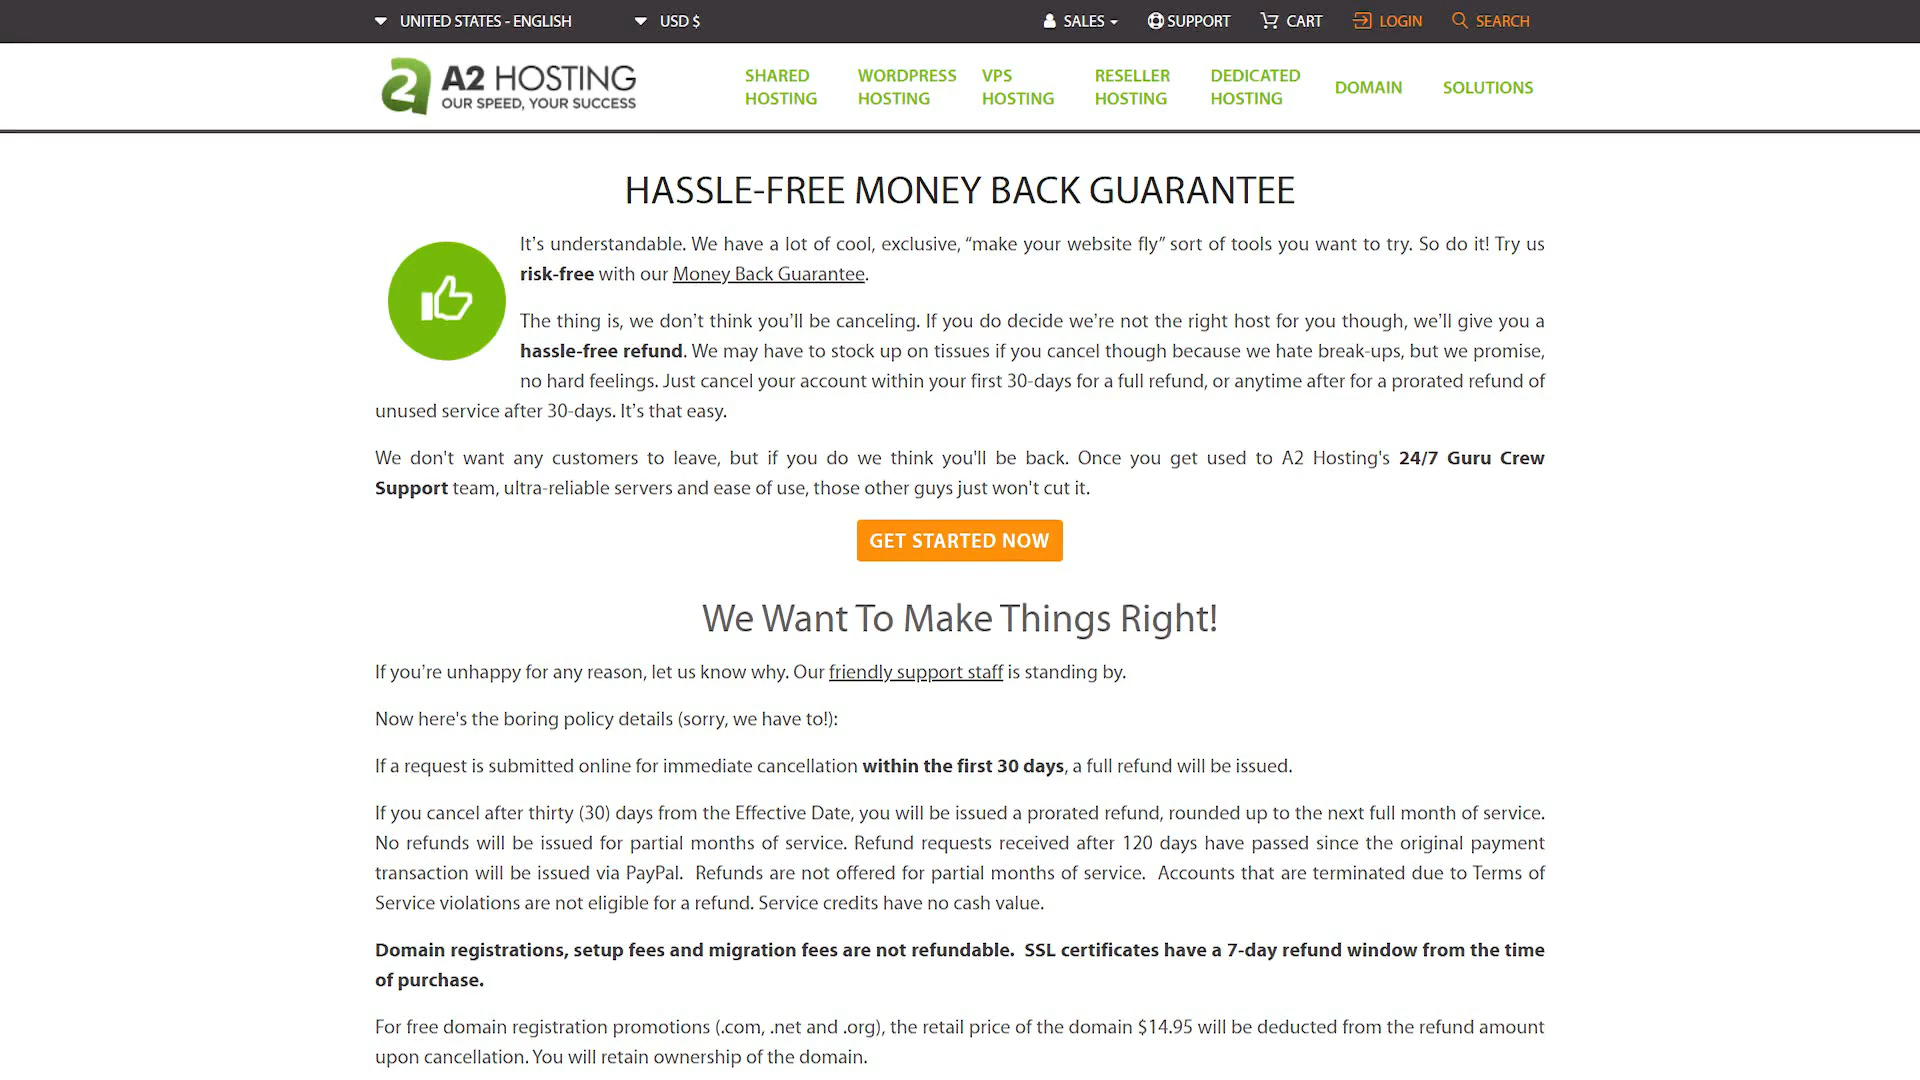 UNITED STATES - ENGLISH USD $ SALES SUPPORT CART LOGIN SEARCH
A2 HOSTING
OUR SPEED, YOUR SUCCESS
SHARED HOSTING WORDPRESS HOSTING VPS HOSTING RESELLER HOSTING DEDICATED HOSTING DOMAIN SOLUTIONS
HASSLE-FREE MONEY BACK GUARANTEE
It’s understandable. We have a lot of cool, exclusive, “make your website fly” sort of tools you want to try. So do it! Try us
risk-free with our Money Back Guarantee.
The thing is, we don’t think you’ll be canceling. If you do decide we’re not the right host for you though, we’ll give you a
hassle-free refund. We may have to stock up on tissues if you cancel though because we hate break-ups, but we promise,
no hard feelings. Just cancel your account within your first 30-days for a full refund, or anytime after for a prorated refund of
unused service after 30-days. It’s that easy.
We don't want any customers to leave, but if you do we think you'll be back. Once you get used to A2 Hosting's 24/7 Guru Crew
Support team, ultra-reliable servers and ease of use, those other guys just won't cut it.
GET STARTED NOW
We Want To Make Things Right!
If you’re unhappy for any reason, let us know why. Our friendly support staff is standing by.
Now here's the boring policy details (sorry, we have to!):
If a request is submitted online for immediate cancellation within the first 30 days, a full refund will be issued.
If you cancel after thirty (30) days from the Effective Date, you will be issued a prorated refund, rounded up to the next full month of service.
No refunds will be issued for partial months of service. Refund requests received after 120 days have passed since the original payment
transaction will be issued via PayPal. Refunds are not offered for partial months of service. Accounts that are terminated due to Terms of
Service violations are not eligible for a refund. Service credits have no cash value.
Domain registrations, setup fees and migration fees are not refundable. SSL certificates have a 7-day refund window from the time
of purchase.
For free domain registration promotions (.com, .net and .org), the retail price of the domain $14.95 will be deducted from the refund amount
upon cancellation. You will retain ownership of the domain.